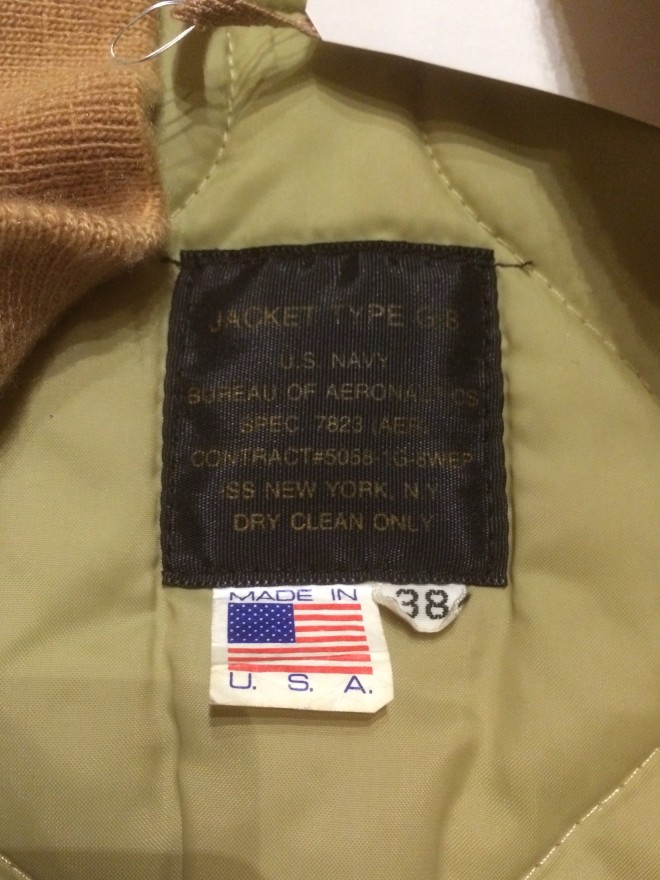 JACKET TYPE G-8
U.S. NAVY
BUREAU OF AERONAUTICS
SPEC. 7823 (AER)
CONTRACT#5058-1G-8WEP
SS NEW YORK, N.Y.
DRY CLEAN ONLY
MADE IN
U. S. A.
38